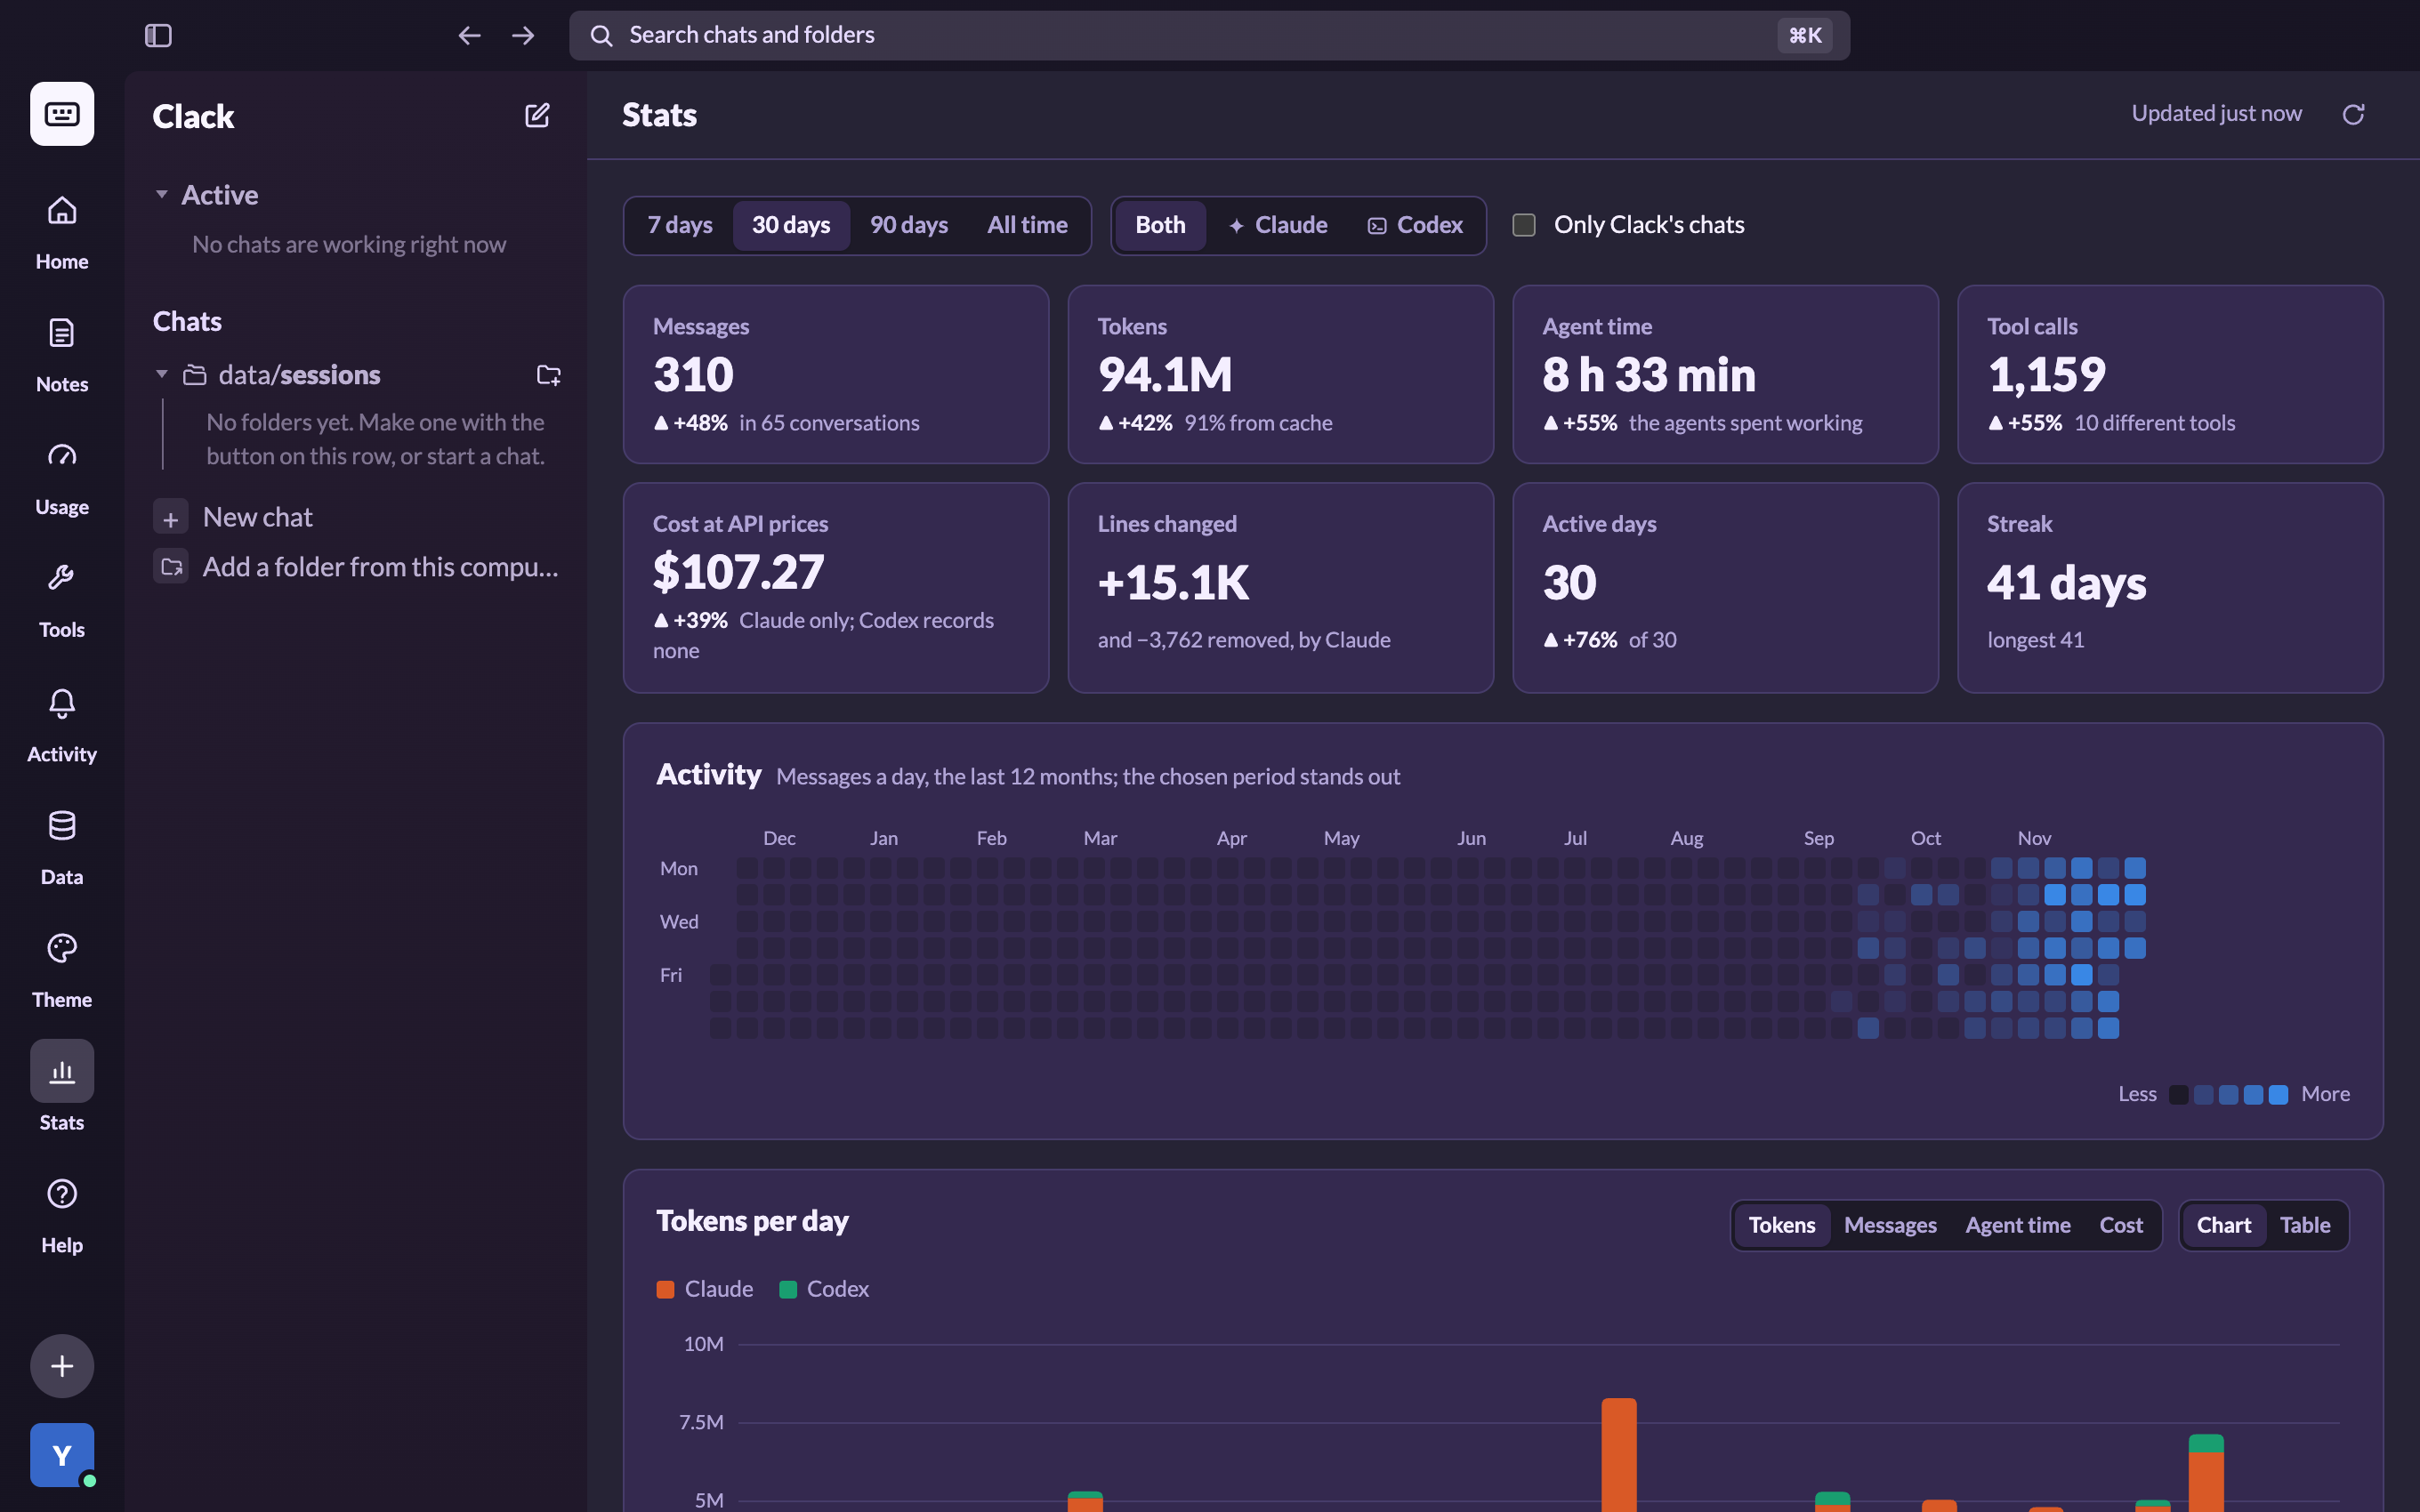 Search chats and folders
⌘K
Clack
Active
No chats are working right now
Chats
data/sessions
No folders yet. Make one with the
button on this row, or start a chat.
New chat
Add a folder from this compu...
Home
Notes
Usage
Tools
Activity
Data
Theme
Stats
Help
Y
Stats
Updated just now
7 days 30 days 90 days All time
Both Claude Codex
Only Clack's chats
Messages
310
+48% in 65 conversations
Tokens
94.1M
+42% 91% from cache
Agent time
8 h 33 min
+55% the agents spent working
Tool calls
1,159
+55% 10 different tools
Cost at API prices
$107.27
+39% Claude only; Codex records
none
Lines changed
+15.1K
and −3,762 removed, by Claude
Active days
30
+76% of 30
Streak
41 days
longest 41
Activity Messages a day, the last 12 months; the chosen period stands out
Dec Jan Feb Mar Apr May Jun Jul Aug Sep Oct Nov
Mon
Wed
Fri
Less More
Tokens per day
Tokens Messages Agent time Cost
Chart Table
Claude Codex
10M
7.5M
5M